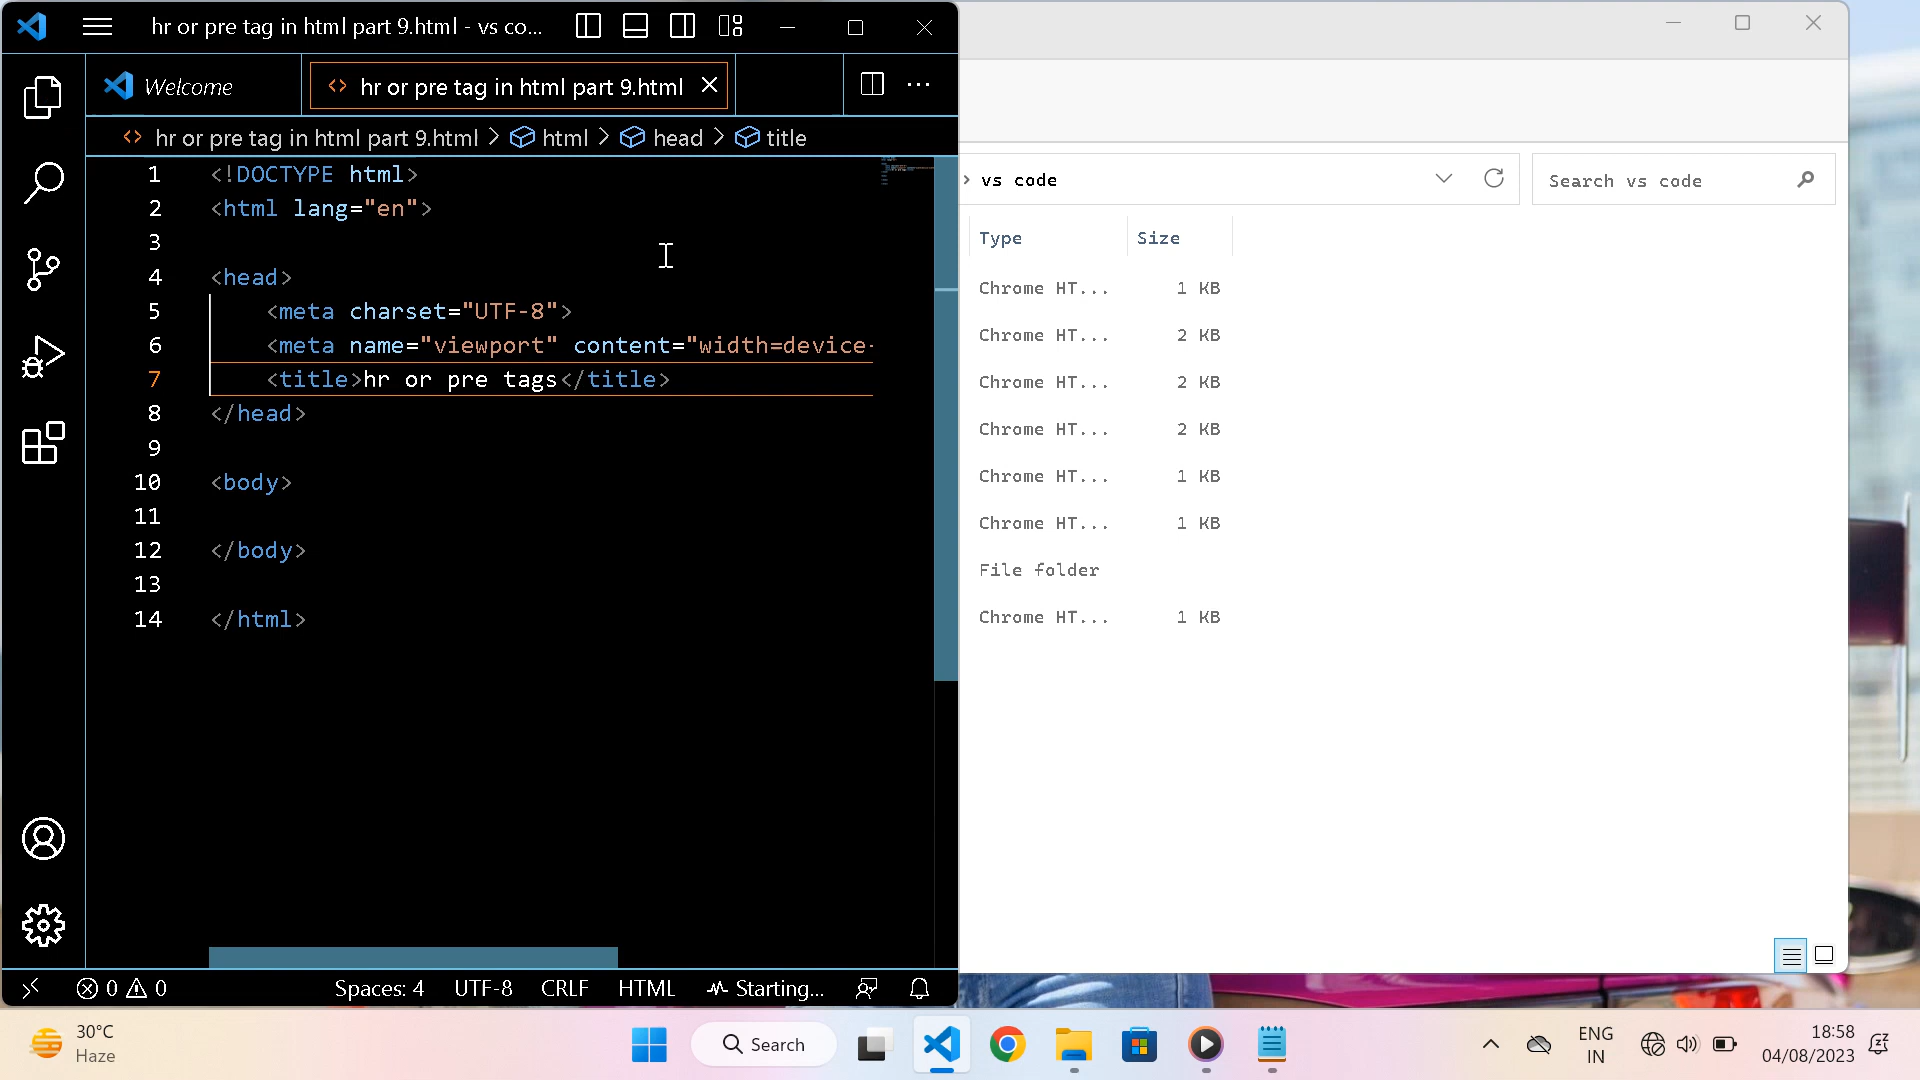 hr or pre tag in html part 9.html - vs co...
Welcome
hr or pre tag in html part 9.html
hr or pre tag in html part 9.html > html > head > title
1 <!DOCTYPE html>
2 <html lang="en">
3
4 <head>
5 <meta charset="UTF-8">
6 <meta name="viewport" content="width=device-
7 <title>hr or pre tags</title>
8 </head>
9
10 <body>
11
12 </body>
13
14 </html>
0 0 Spaces: 4 UTF-8 CRLF HTML Starting...
> vs code
Search vs code
Type Size
Chrome HT... 1 KB
Chrome HT... 2 KB
Chrome HT... 2 KB
Chrome HT... 2 KB
Chrome HT... 1 KB
Chrome HT... 1 KB
File folder
Chrome HT... 1 KB
30°C
Haze
Search
ENG
IN
18:58
04/08/2023